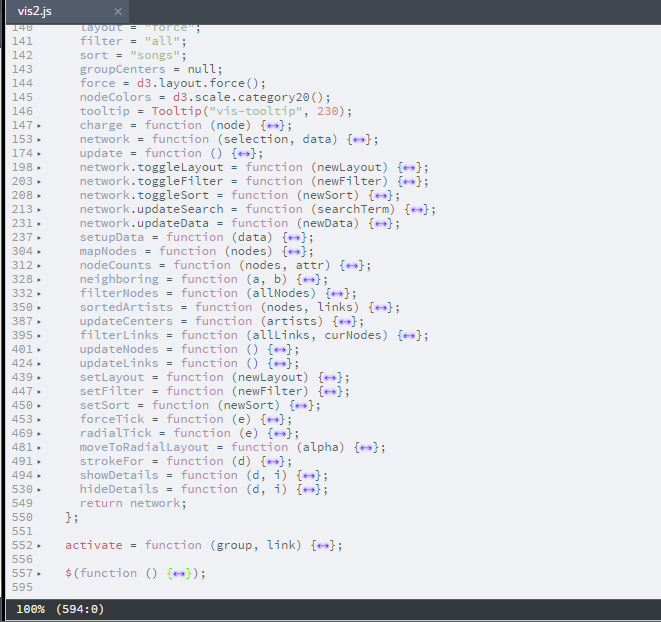 vis2.js ×
140 layout = "force";
141 filter = "all";
142 sort = "songs";
143 groupCenters = null;
144 force = d3.layout.force();
145 nodeColors = d3.scale.category20();
146 tooltip = Tooltip("vis-tooltip", 230);
147 ▸ charge = function (node) {↔};
153 ▸ network = function (selection, data) {↔};
174 ▸ update = function () {↔};
198 ▸ network.toggleLayout = function (newLayout) {↔};
203 ▸ network.toggleFilter = function (newFilter) {↔};
208 ▸ network.toggleSort = function (newSort) {↔};
213 ▸ network.updateSearch = function (searchTerm) {↔};
231 ▸ network.updateData = function (newData) {↔};
237 ▸ setupData = function (data) {↔};
304 ▸ mapNodes = function (nodes) {↔};
312 ▸ nodeCounts = function (nodes, attr) {↔};
328 ▸ neighboring = function (a, b) {↔};
332 ▸ filterNodes = function (allNodes) {↔};
350 ▸ sortedArtists = function (nodes, links) {↔};
387 ▸ updateCenters = function (artists) {↔};
395 ▸ filterLinks = function (allLinks, curNodes) {↔};
401 ▸ updateNodes = function () {↔};
424 ▸ updateLinks = function () {↔};
439 ▸ setLayout = function (newLayout) {↔};
447 ▸ setFilter = function (newFilter) {↔};
450 ▸ setSort = function (newSort) {↔};
453 ▸ forceTick = function (e) {↔};
469 ▸ radialTick = function (e) {↔};
481 ▸ moveToRadialLayout = function (alpha) {↔};
491 ▸ strokeFor = function (d) {↔};
494 ▸ showDetails = function (d, i) {↔};
530 ▸ hideDetails = function (d, i) {↔};
549 return network;
550 };
551
552 ▸ activate = function (group, link) {↔};
556
557 ▸ $(function () {↔});
595
100% (594:0)